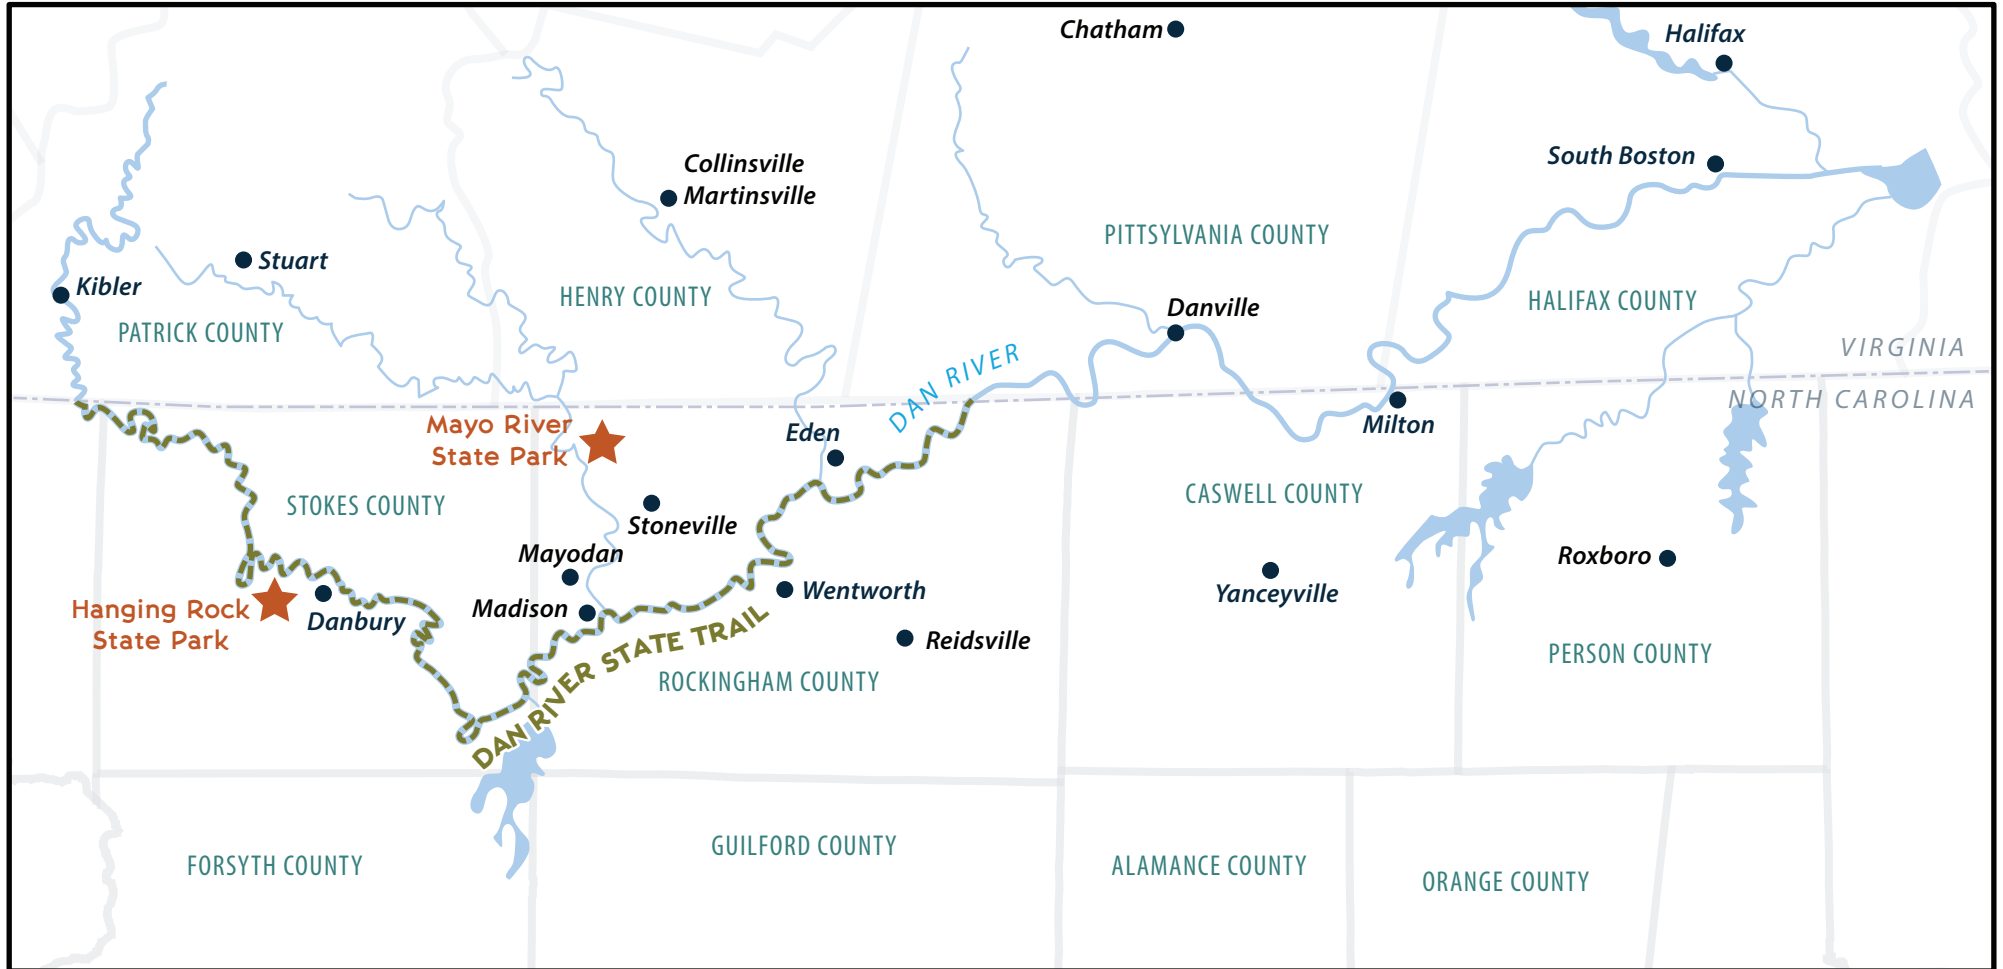 Chatham
Halifax
Collinsville
Martinsville
South Boston
PITTSYLVANIA COUNTY
Stuart
Kibler
HENRY COUNTY
HALIFAX COUNTY
Danville
PATRICK COUNTY
VIRGINIA
DAN RIVER
NORTH CAROLINA
Mayo River
State Park
Eden
Milton
STOKES COUNTY
CASWELL COUNTY
Stoneville
Mayodan
Roxboro
Wentworth
Yanceyville
Hanging Rock
State Park
Danbury
Madison
Reidsville
DAN RIVER STATE TRAIL
ROCKINGHAM COUNTY
PERSON COUNTY
GUILFORD COUNTY
FORSYTH COUNTY
ALAMANCE COUNTY
ORANGE COUNTY